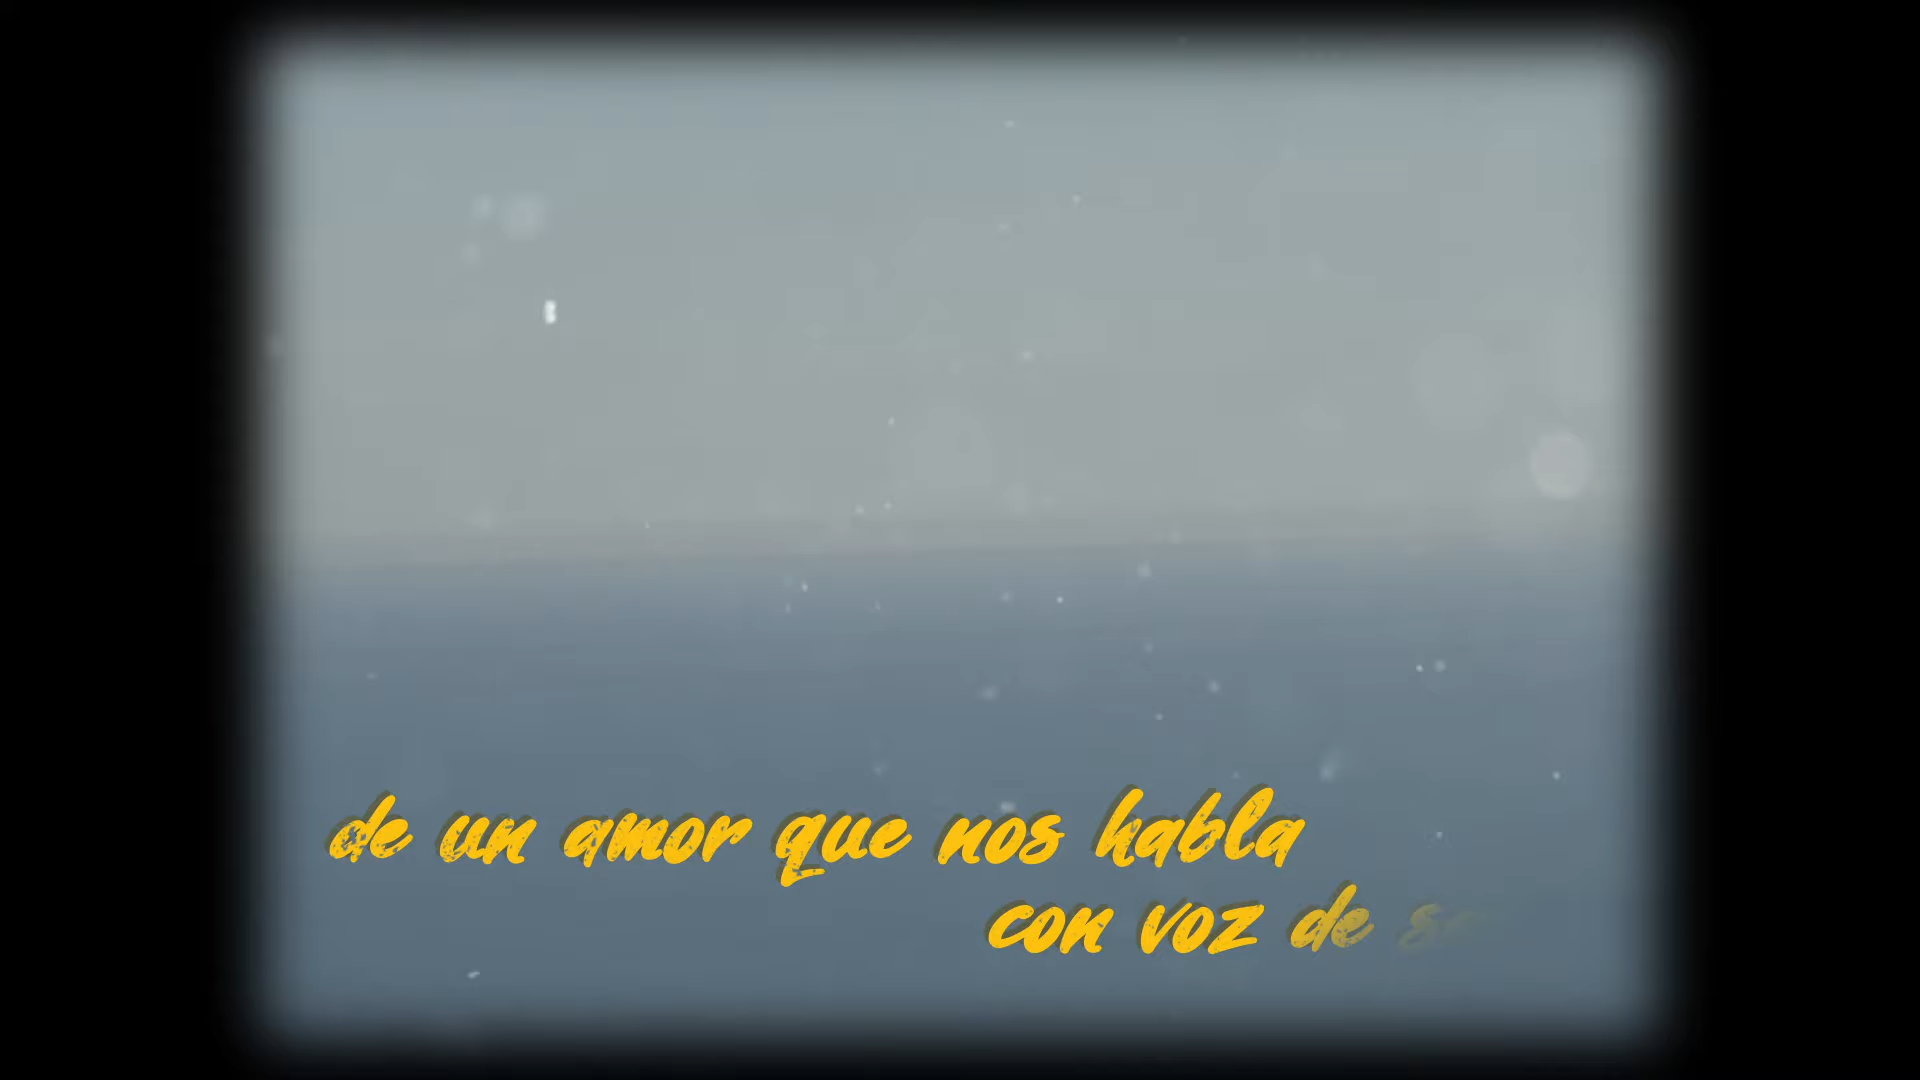 de un amor que nos habla
con voz de